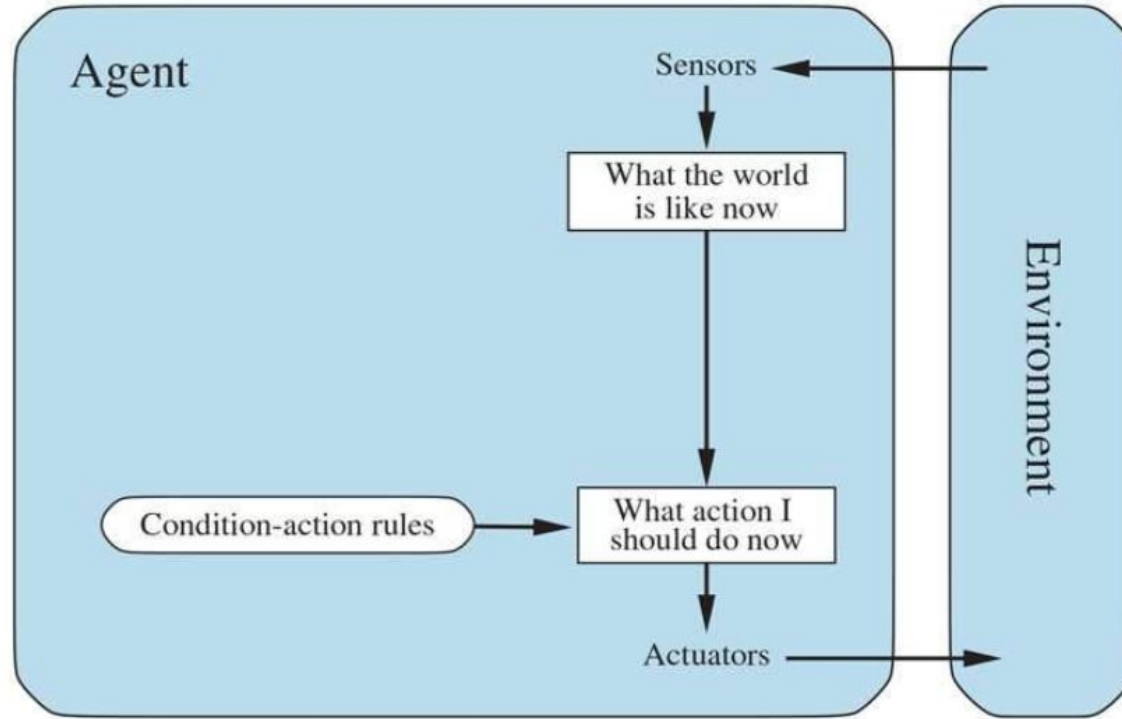 Agent
Sensors
What the world
is like now
Environment
Condition-action rules
What action I
should do now
Actuators